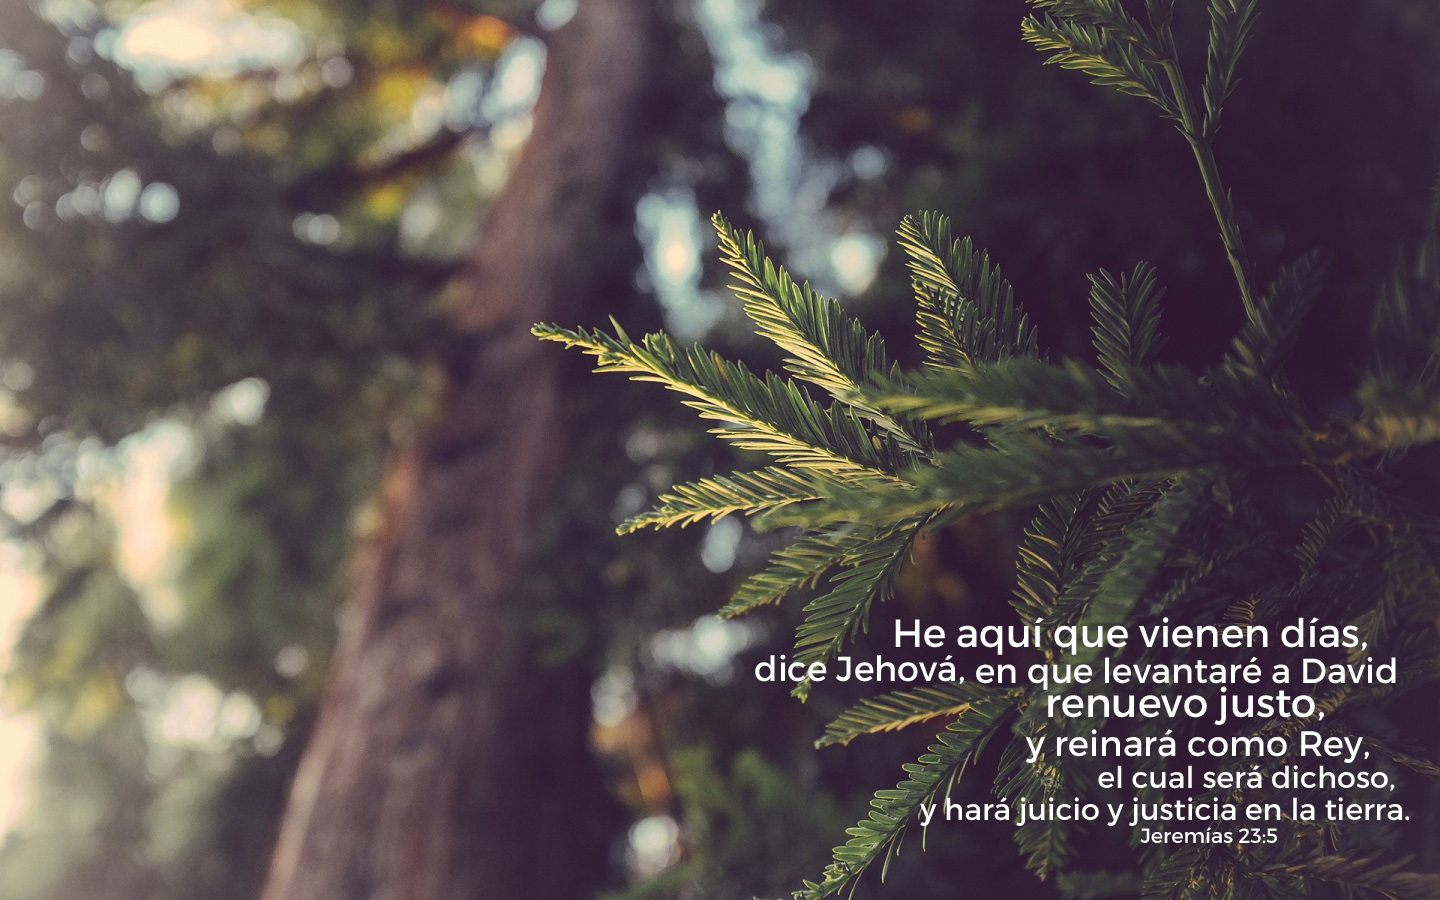 He aquí que vienen días,
dice Jehová, en que levantaré a David
renuevo justo,
y reinará como Rey,
el cual será dichoso,
y hará juicio y justicia en la tierra.
Jeremías 23:5